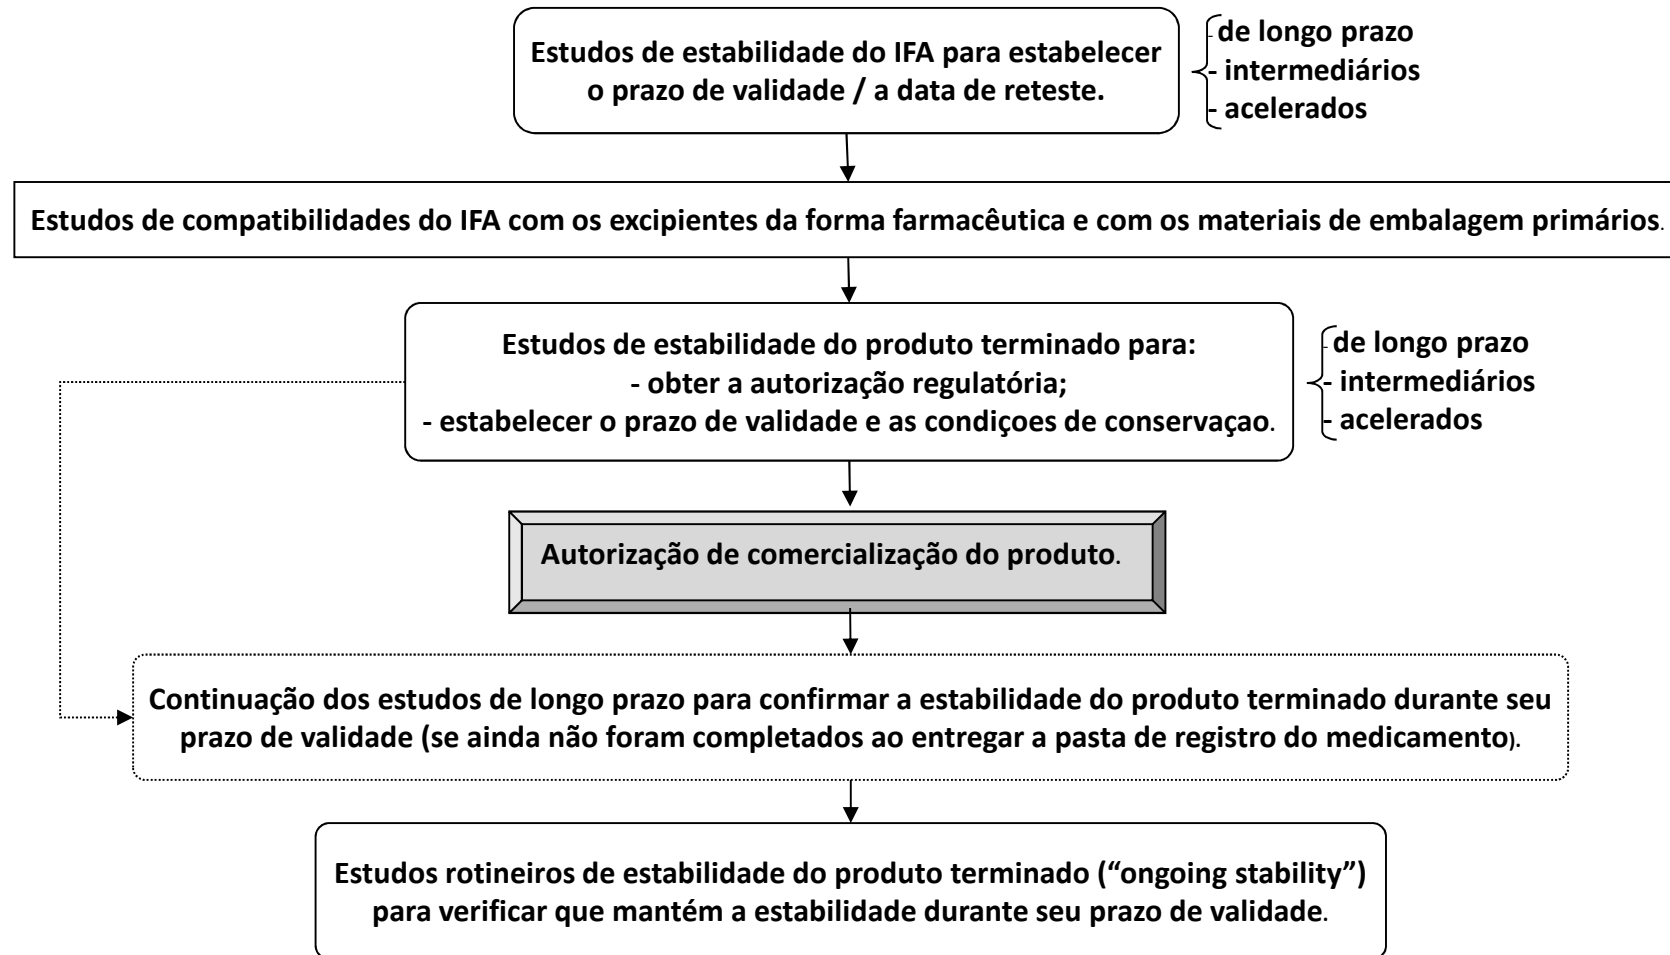 Estudos de estabilidade do IFA para estabelecer
o prazo de validade / a data de reteste.
- de longo prazo
- intermediários
- acelerados
Estudos de compatibilidades do IFA com os excipientes da forma farmacêutica e com os materiais de embalagem primários.
Estudos de estabilidade do produto terminado para:
- obter a autorização regulatória;
- estabelecer o prazo de validade e as condiçoes de conservaçao.
- de longo prazo
- intermediários
- acelerados
Autorização de comercialização do produto.
Continuação dos estudos de longo prazo para confirmar a estabilidade do produto terminado durante seu
prazo de validade (se ainda não foram completados ao entregar a pasta de registro do medicamento).
Estudos rotineiros de estabilidade do produto terminado (“ongoing stability”)
para verificar que mantém a estabilidade durante seu prazo de validade.